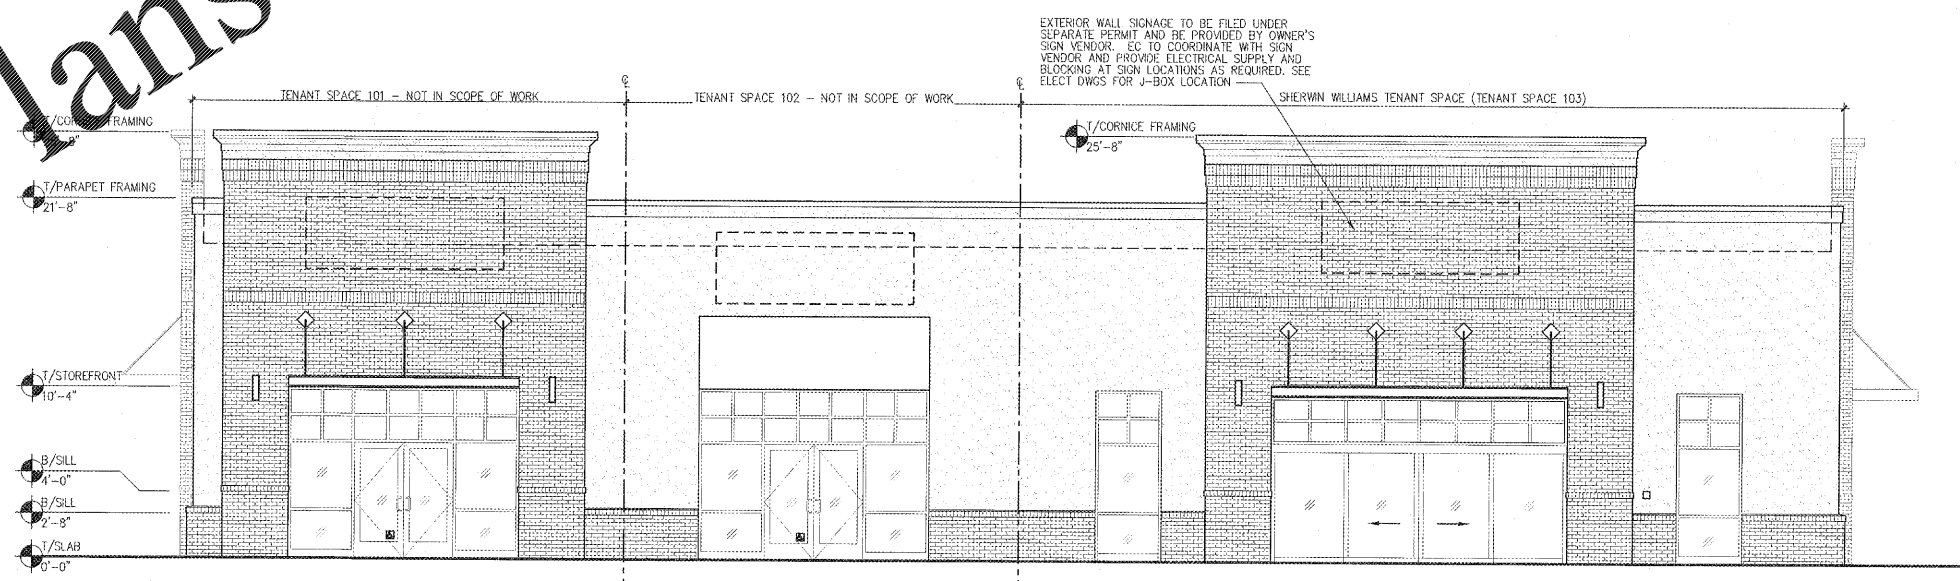 lans
EXTERIOR WALL SIGNAGE TO BE FILED UNDER
SEPARATE PERMIT AND BE PROVIDED BY OWNER'S
SIGN VENDOR. EC TO COORDINATE WITH SIGN
VENDOR AND PROVIDE ELECTRICAL SUPPLY AND
BLOCKING AT SIGN LOCATIONS AS REQUIRED. SEE
ELECT DWGS FOR J-BOX LOCATION
TENANT SPACE 101 - NOT IN SCOPE OF WORK
TENANT SPACE 102 - NOT IN SCOPE OF WORK
SHERWIN WILLIAMS TENANT SPACE (TENANT SPACE 103)
FRAMING
T/CORNICE FRAMING
25'-8"
T/PARAPET FRAMING
21'-8"
T/STOREFRONT
10'-4"
B/SILL
4'-0"
B/SILL
2'-8"
T/SLAB
0'-0"